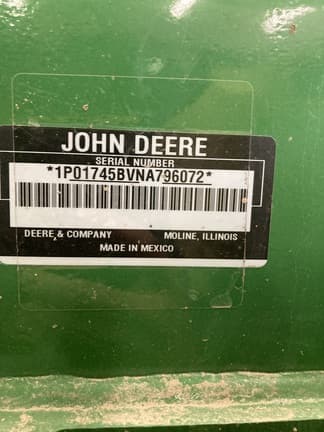 JOHN DEERE
SERIAL NUMBER
*1P01745BVNA796072*
DEERE & COMPANY MOLINE, ILLINOIS
MADE IN MEXICO